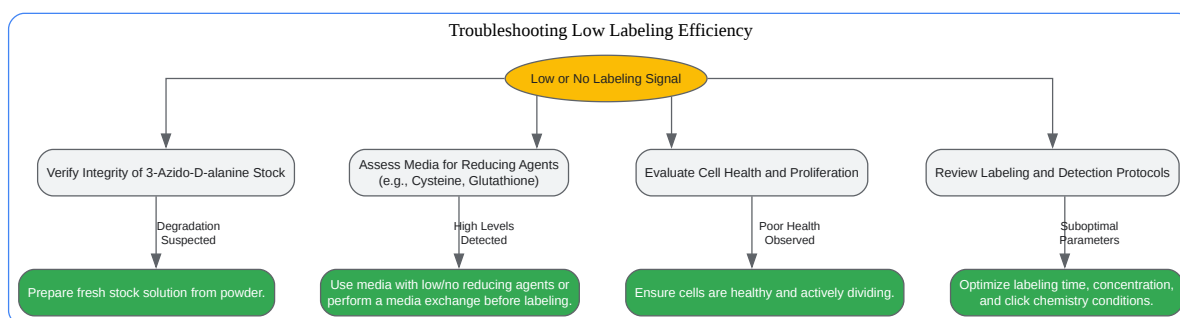 Troubleshooting Low Labeling Efficiency
Low or No Labeling Signal
Verify Integrity of 3-Azido-D-alanine Stock
Assess Media for Reducing Agents
(e.g., Cysteine, Glutathione)
Evaluate Cell Health and Proliferation
Review Labeling and Detection Protocols
Degradation
Suspected
High Levels
Detected
Poor Health
Observed
Suboptimal
Parameters
Prepare fresh stock solution from powder.
Use media with low/no reducing agents or
perform a media exchange before labeling.
Ensure cells are healthy and actively dividing.
Optimize labeling time, concentration,
and click chemistry conditions.